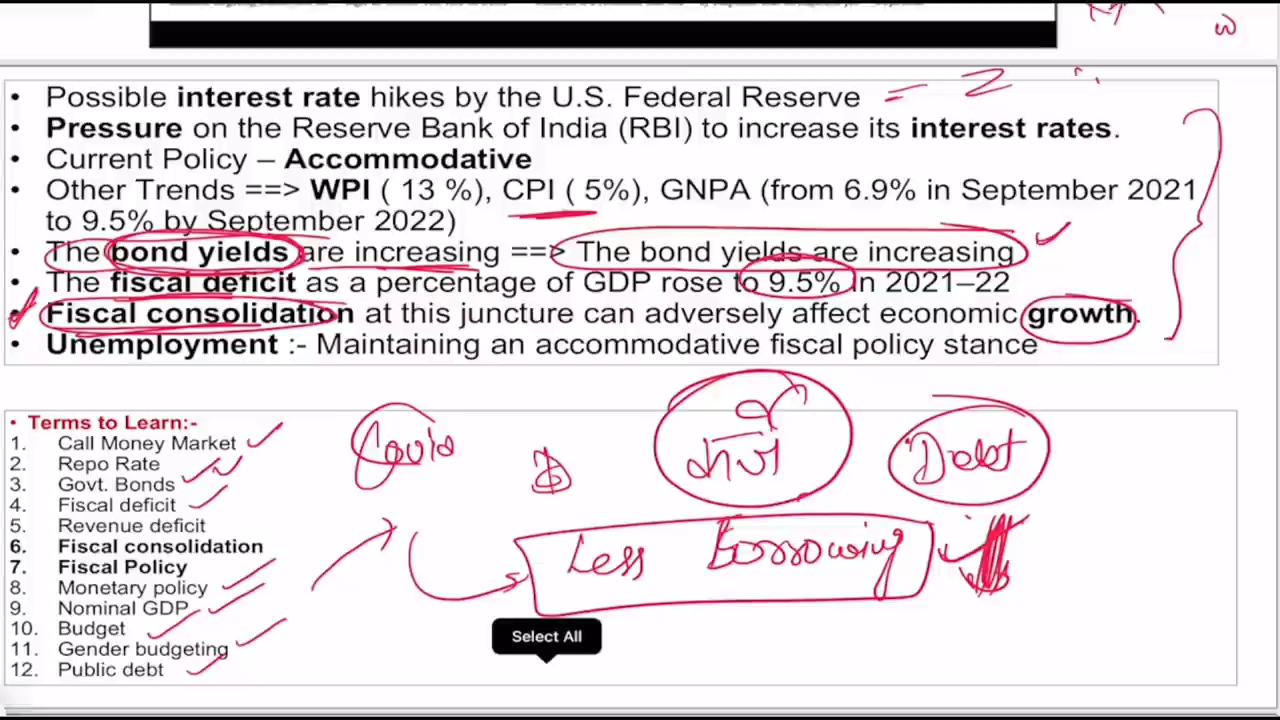 • Possible interest rate hikes by the U.S. Federal Reserve
• Pressure on the Reserve Bank of India (RBI) to increase its interest rates.
• Current Policy – Accommodative
• Other Trends ==> WPI ( 13 %), CPI ( 5%), GNPA (from 6.9% in September 2021
to 9.5% by September 2022)
• The bond yields are increasing ==> The bond yields are increasing
• The fiscal deficit as a percentage of GDP rose to 9.5% in 2021–22
• Fiscal consolidation at this juncture can adversely affect economic growth.
• Unemployment :- Maintaining an accommodative fiscal policy stance
• Terms to Learn:-
1. Call Money Market
2. Repo Rate
3. Govt. Bonds
4. Fiscal deficit
5. Revenue deficit
6. Fiscal consolidation
7. Fiscal Policy
8. Monetary policy
9. Nominal GDP
10. Budget
11. Gender budgeting
12. Public debt
Covid
Debt
Less Borrowing
Select All